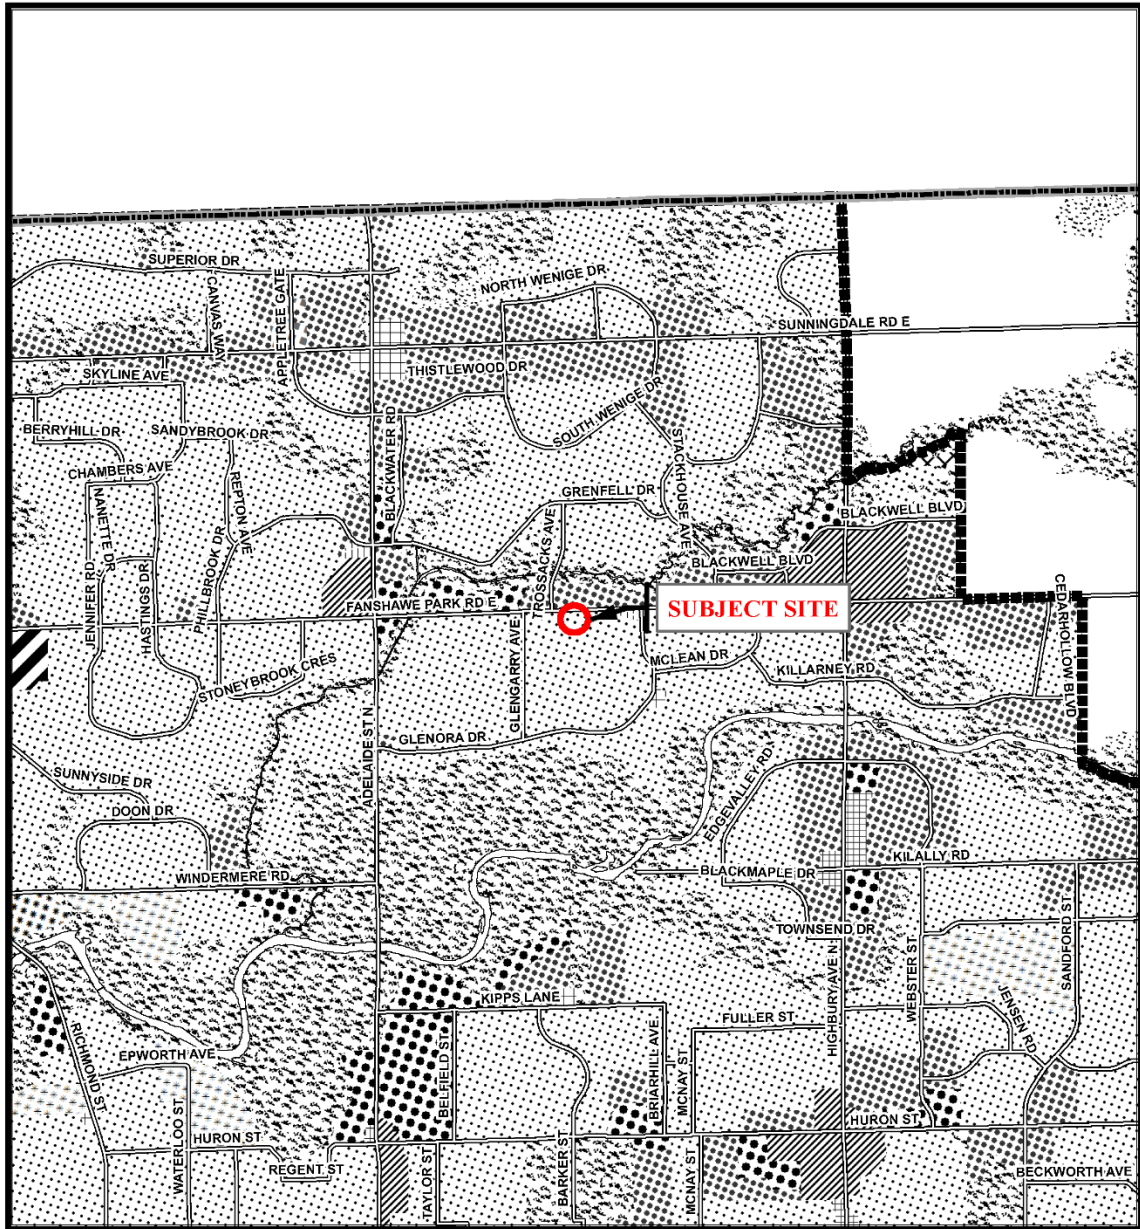 SUPERIOR DR
CANVAS WAY
APPLETREE GATE
NORTH WENIGE DR
SUNNINGDALE RD E
SKYLINE AVE
THISTLEWOOD DR
SOUTH WENIGE DR
BERRYHILL DR
SANDYBROOK DR
BLACKWATER RD
STACKHOUSE AVE
CHAMBERS AVE
NANETTE DR
REPTON AVE
GRENFELL DR
TROSSACKS AVE
BLACKWELL BLVD
JENNIFER RD
HASTINGS DR
PHILLBROOK DR
BLACKWELL BLVD
FANSHAWE PARK RD E
SUBJECT SITE
CEDARHOLLOW BLVD
STONEYBROOK CRES
GLENGARRY AVE
MCLEAN DR
KILLARNEY RD
ADELAIDE ST N
GLENORA DR
SUNNYSIDE DR
EDGEVALLEY RD
DOON DR
WINDERMERE RD
BLACKMAPLE DR
KILALLY RD
TOWNSEND DR
HIGHBURY AVE N
WEBSTER ST
SANDFORD ST
KIPPS LANE
FULLER ST
JENSEN RD
RICHMOND ST
EPWORTH AVE
BELFIELD ST
BRIARHILL AVE
MCNAY ST
WATERLOO ST
HURON ST
HURON ST
REGENT ST
TAYLOR ST
BARKER ST
MCNAY ST
BECKWORTH AVE